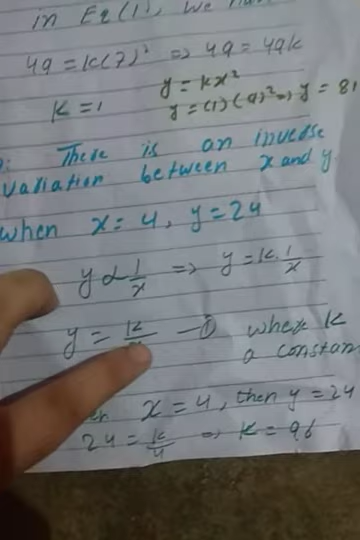 in Eq(1), we
49 = k(7)² => 49 = 49k
k = 1
y = kx²
y = (1)(9)² => y = 81
There is an inverse
variation between x and y.
when x = 4, y = 24
y ∝ 1/x => y = k.1/x
y = k — ① where k
a constan
x = 4, then y = 24
24 = k/4 => k = 96